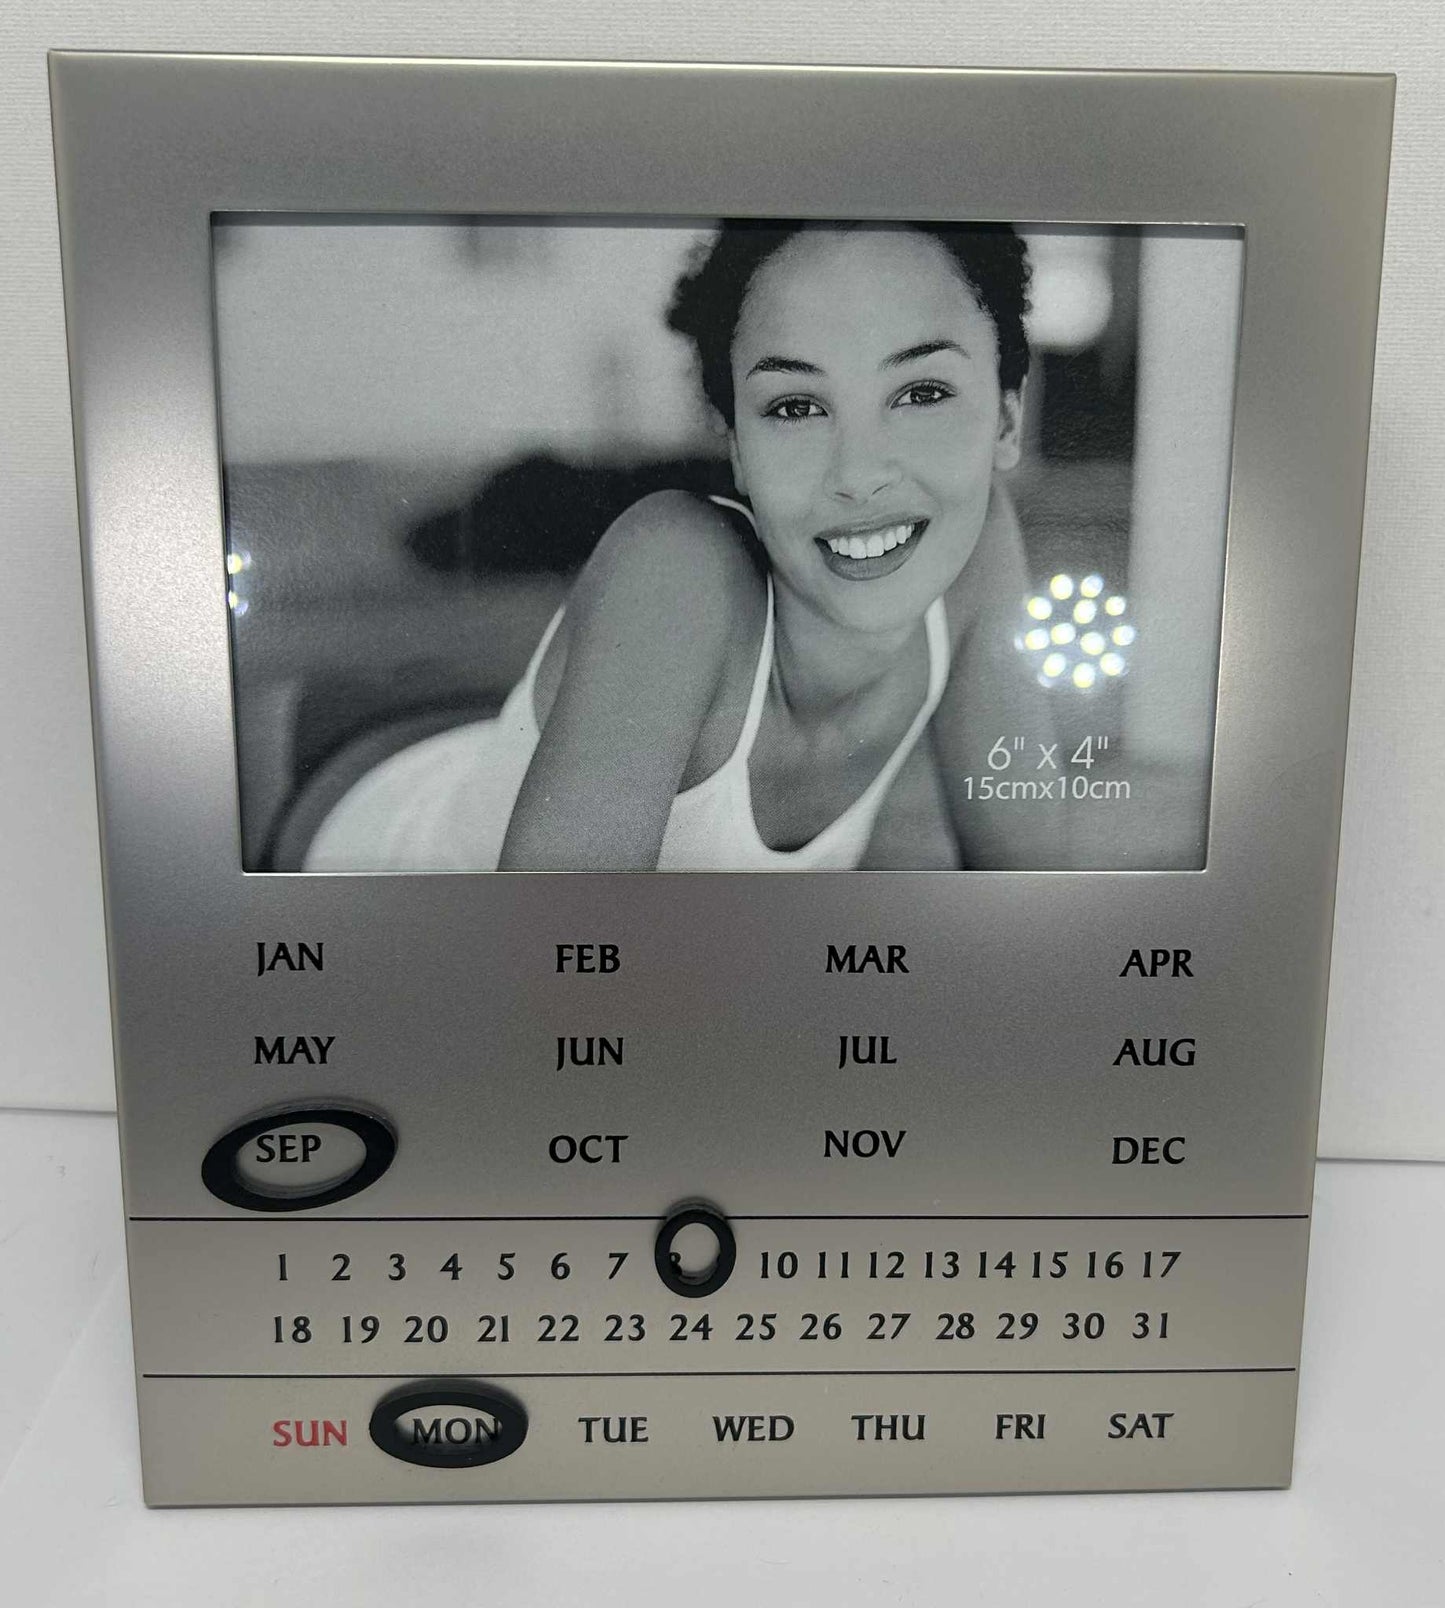 6" x 4"
15cmx10cm
JAN FEB MAR APR
MAY JUN JUL AUG
SEP OCT NOV DEC
1 2 3 4 5 6 7 8 10 11 12 13 14 15 16 17
18 19 20 21 22 23 24 25 26 27 28 29 30 31
SUN MON TUE WED THU FRI SAT